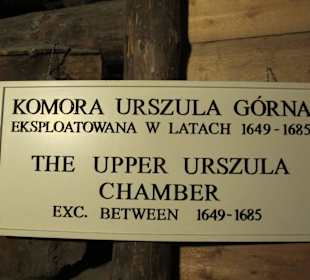 KOMORA URSZULA GÓRNA
EKSPLOATOWANA W LATACH 1649-1685
THE UPPER URSZULA
CHAMBER
EXC. BETWEEN 1649-1685